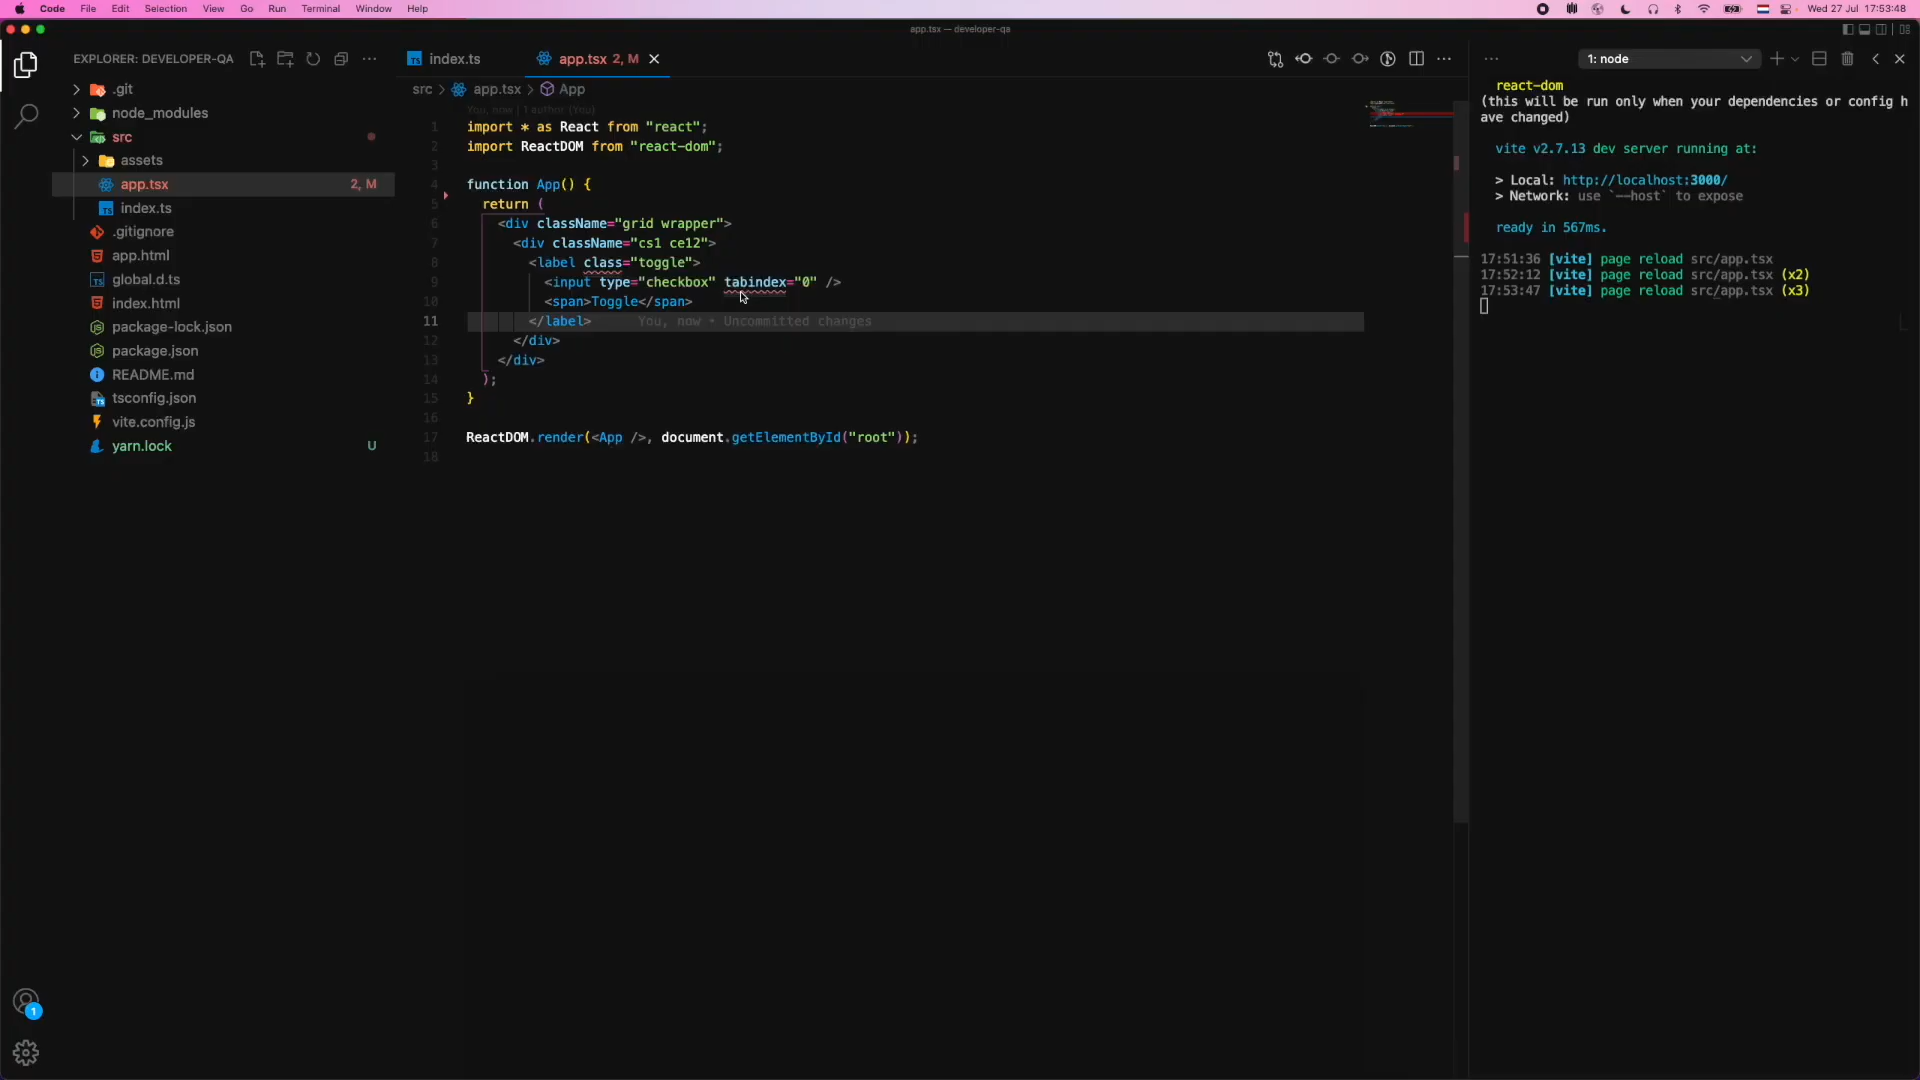 Code File Edit Selection View Go Run Terminal Window Help Wed 27 Jul 17:53:48
app.tsx — developer-qa
EXPLORER: DEVELOPER-QA
.git
node_modules
src
assets
app.tsx 2, M
index.ts
.gitignore
app.html
global.d.ts
index.html
package-lock.json
package.json
README.md
tsconfig.json
vite.config.js
yarn.lock U
1
index.ts app.tsx 2, M
src > app.tsx > App
You, now | 1 author (You)
1 import * as React from "react";
2 import ReactDOM from "react-dom";
3
4 function App() {
5 return (
6 <div className="grid wrapper">
7 <div className="cs1 ce12">
8 <label class="toggle">
9 <input type="checkbox" tabindex="0" />
10 <span>Toggle</span>
11 </label> You, now • Uncommitted changes
12 </div>
13 </div>
14 );
15 }
16
17 ReactDOM.render(<App />, document.getElementById("root"));
18
1: node
react-dom
(this will be run only when your dependencies or config h
ave changed)
vite v2.7.13 dev server running at:
> Local: http://localhost:3000/
> Network: use `--host` to expose
ready in 567ms.
17:51:36 [vite] page reload src/app.tsx
17:52:12 [vite] page reload src/app.tsx (x2)
17:53:47 [vite] page reload src/app.tsx (x3)